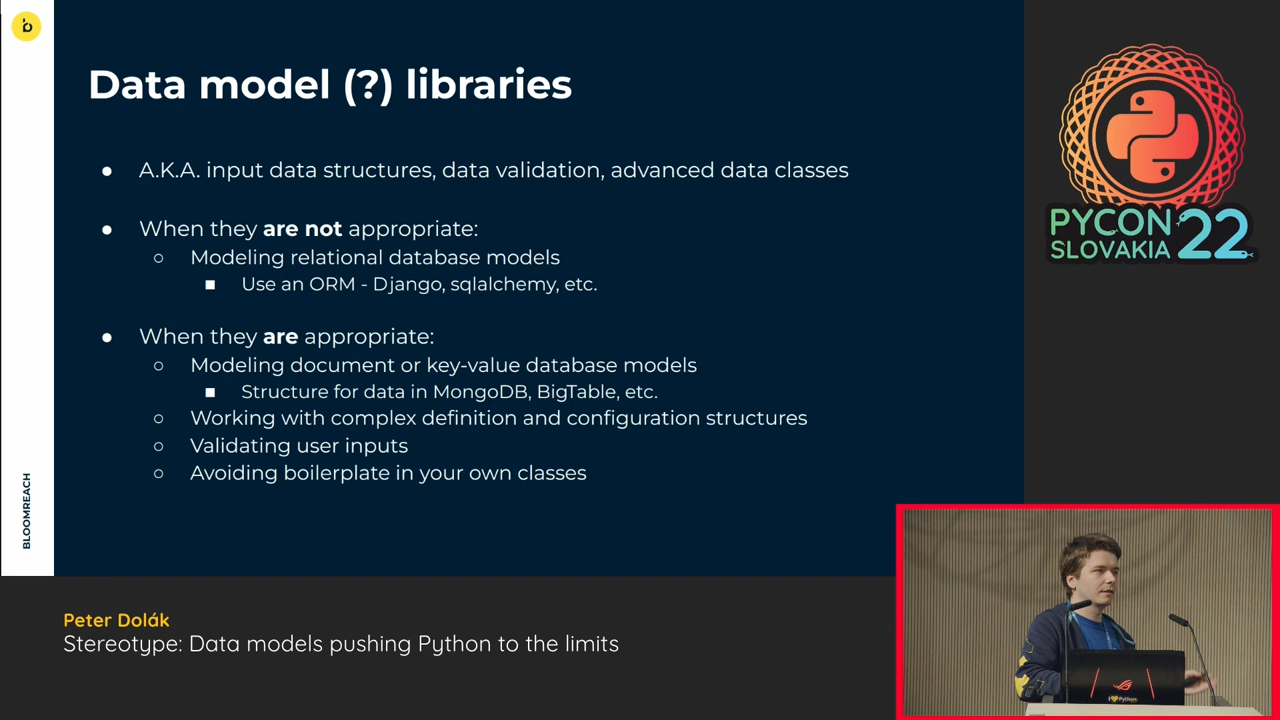 Data model (?) libraries
● A.K.A. input data structures, data validation, advanced data classes
● When they are not appropriate:
○ Modeling relational database models
■ Use an ORM - Django, sqlalchemy, etc.
● When they are appropriate:
○ Modeling document or key-value database models
■ Structure for data in MongoDB, BigTable, etc.
○ Working with complex definition and configuration structures
○ Validating user inputs
○ Avoiding boilerplate in your own classes
BLOOMREACH
PYCON
SLOVAKIA 22
Peter Dolák
Stereotype: Data models pushing Python to the limits